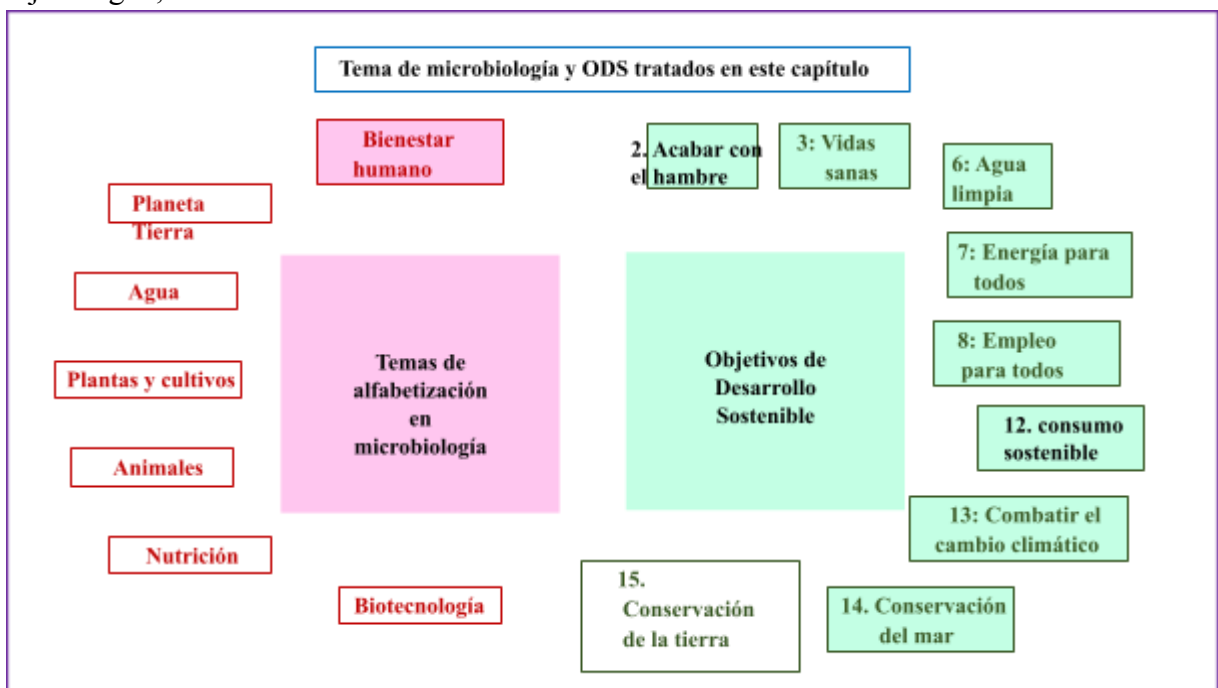 Tema de microbiología y ODS tratados en este capítulo
Bienestar
humano
2. Acabar con
el hambre
3: Vidas
sanas
6: Agua
limpia
Planeta
Tierra
Agua
7: Energía para
todos
Plantas y cultivos
Temas de
alfabetización
en
microbiología
Objetivos de
Desarrollo
Sostenible
8: Empleo
para todos
12. consumo
sostenible
Animales
13: Combatir el
cambio climático
Nutrición
Biotecnología
15.
Conservación
de la tierra
14. Conservación
del mar